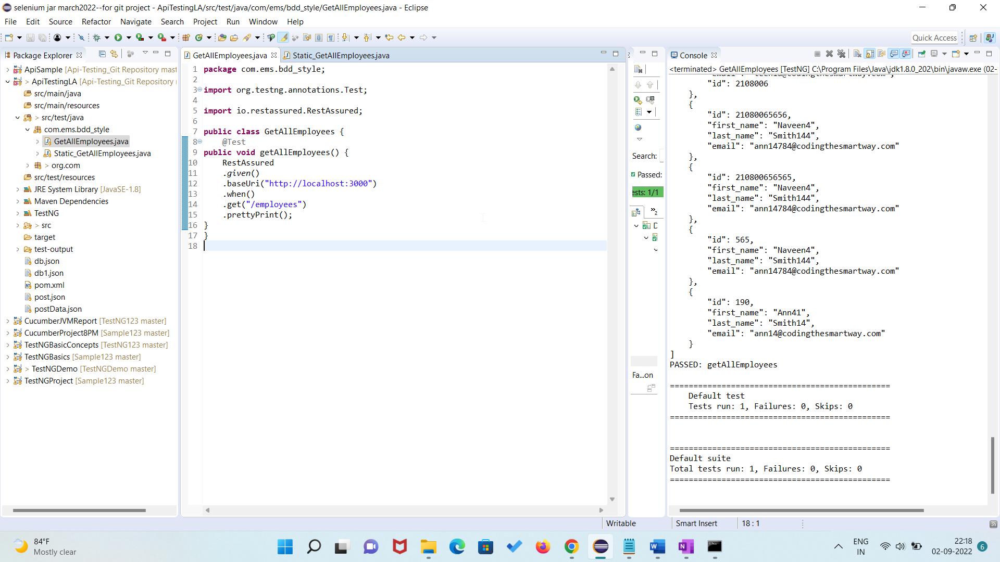 selenium jar march2022--for git project - ApiTestingLA/src/test/java/com/ems/bdd_style/GetAllEmployees.java - Eclipse
File Edit Source Refactor Navigate Search Project Run Window Help
Quick Access
Package Explorer
ApiSample [Api-Testing_Git Repository mast
> ApiTestingLA [Api-Testing_Git Repository
src/main/java
src/main/resources
> src/test/java
com.ems.bdd_style
GetAllEmployees.java
Static_GetAllEmployees.java
> org.com
src/test/resources
JRE System Library [JavaSE-1.8]
Maven Dependencies
TestNG
> src
target
test-output
db.json
db1.json
pom.xml
post.json
postData.json
CucumberJVMReport [TestNG123 master]
CucumberProject8PM [Sample123 master]
TestNGBasicConcepts [TestNG123 master]
TestNGBasics [Sample123 master]
> TestNGDemo [TestNGDemo master]
TestNGProject [Sample123 master]
GetAllEmployees.java Static_GetAllEmployees.java
1 package com.ems.bdd_style;
2
3 import org.testng.annotations.Test;
4
5 import io.restassured.RestAssured;
6
7 public class GetAllEmployees {
8 @Test
9 public void getAllEmployees() {
10 RestAssured
11 .given()
12 .baseUri("http://localhost:3000")
13 .when()
14 .get("/employees")
15 .prettyPrint();
16 }
17 }
18
Search:
Passed:
ests: 1/1
»2
D
Fa...on
Console
<terminated> GetAllEmployees [TestNG] C:\Program Files\Java\jdk1.8.0_202\bin\javaw.exe (02-
"id": 2108006
},
{
"id": 21080065656,
"first_name": "Naveen4",
"last_name": "Smith144",
"email": "ann14784@codingthesmartway.com"
},
{
"id": 210800656565,
"first_name": "Naveen4",
"last_name": "Smith144",
"email": "ann14784@codingthesmartway.com"
},
{
"id": 565,
"first_name": "Naveen4",
"last_name": "Smith144",
"email": "ann14784@codingthesmartway.com"
},
{
"id": 190,
"first_name": "Ann41",
"last_name": "Smith14",
"email": "ann14@codingthesmartway.com"
}
]
PASSED: getAllEmployees
===============================================
Default test
Tests run: 1, Failures: 0, Skips: 0
===============================================
===============================================
Default suite
Total tests run: 1, Failures: 0, Skips: 0
===============================================
Writable Smart Insert 18 : 1
84°F
Mostly clear
ENG
IN
22:18
02-09-2022
6